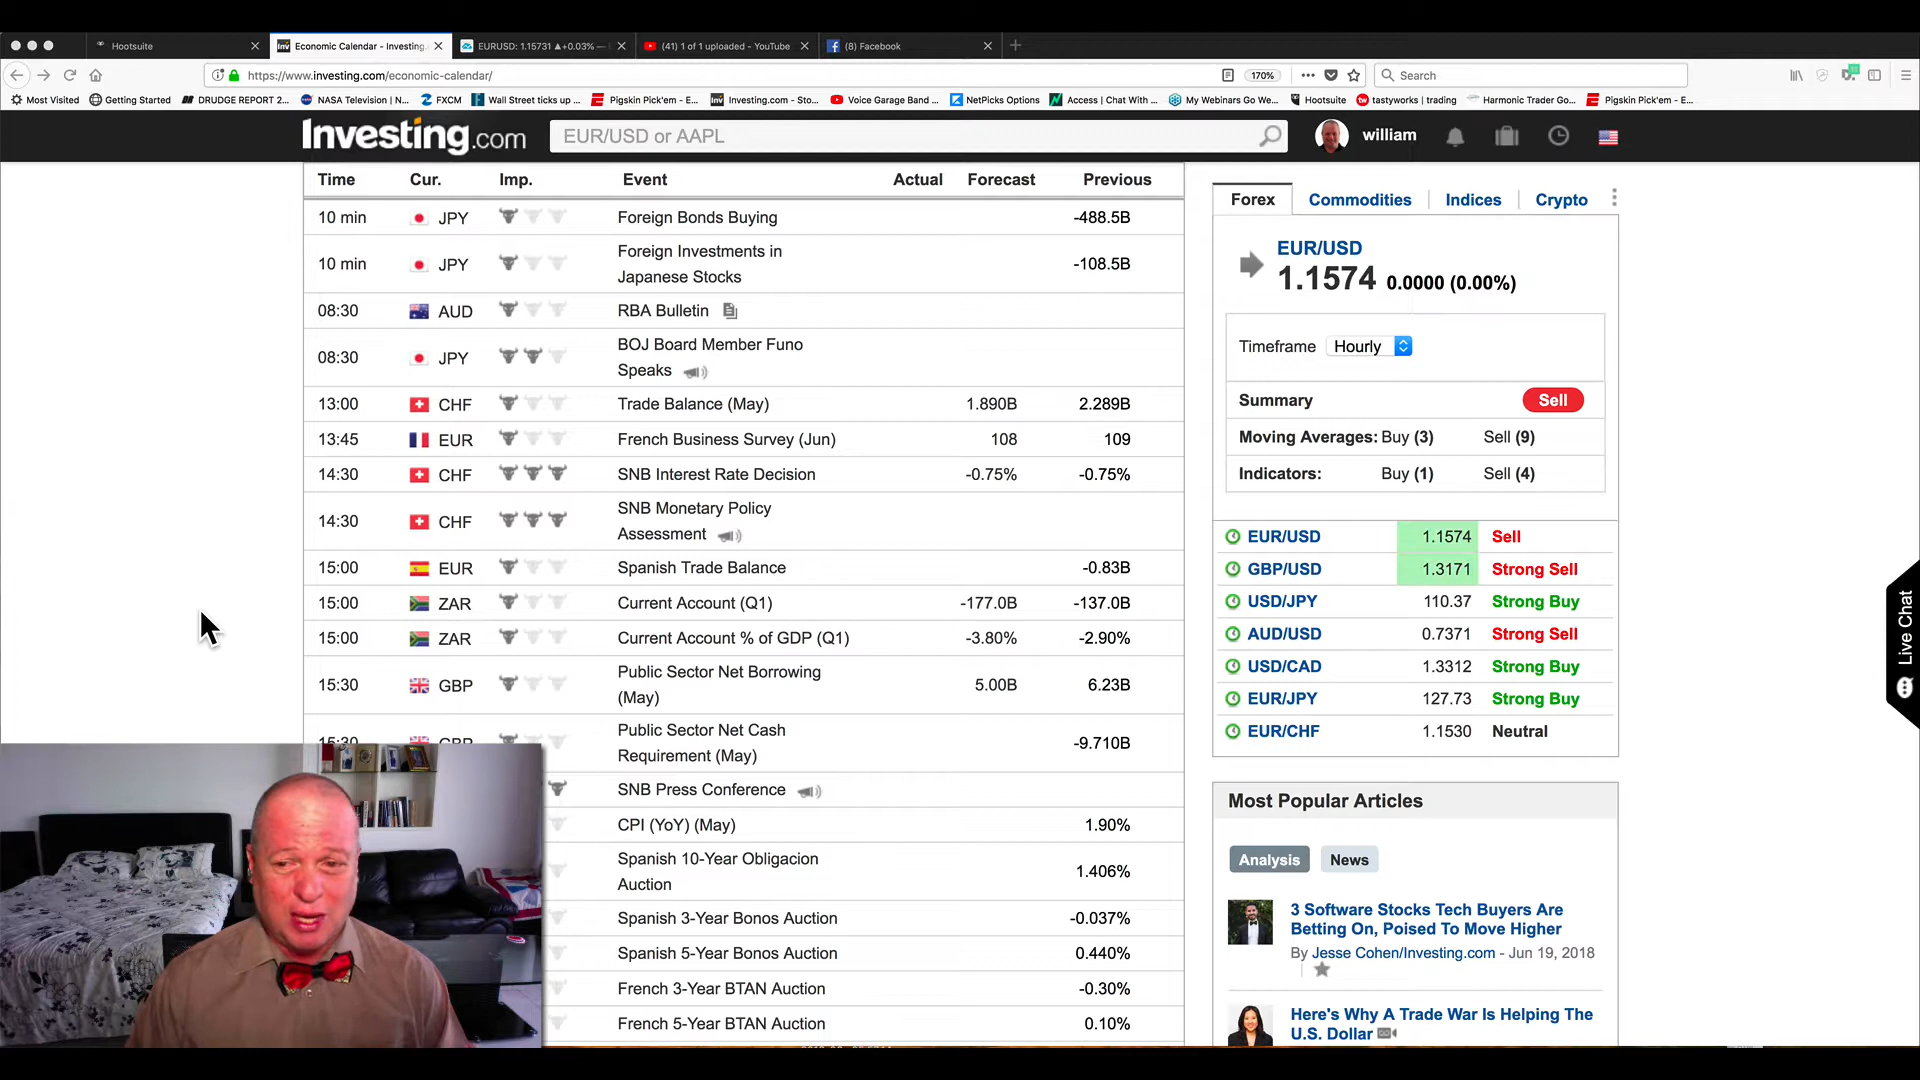 Hootsuite
Economic Calendar - Investing.
EURUSD: 1.15731 ▲+0.03% —
(41) 1 of 1 uploaded - YouTube
(8) Facebook
https://www.investing.com/economic-calendar/
170%
Search
Most Visited
Getting Started
DRUDGE REPORT 2...
NASA Television | N...
FXCM
Wall Street ticks up ...
Pigskin Pick'em - E...
Investing.com - Sto...
Voice Garage Band ...
NetPicks Options
Access | Chat With ...
My Webinars Go We...
Hootsuite
tastyworks | trading
Harmonic Trader Go...
Pigskin Pick'em - E...
Investing.com
EUR/USD or AAPL
william
Time Cur. Imp. Event Actual Forecast Previous
10 min JPY Foreign Bonds Buying -488.5B
10 min JPY Foreign Investments in
Japanese Stocks -108.5B
08:30 AUD RBA Bulletin
08:30 JPY BOJ Board Member Funo
Speaks
13:00 CHF Trade Balance (May) 1.890B 2.289B
13:45 EUR French Business Survey (Jun) 108 109
14:30 CHF SNB Interest Rate Decision -0.75% -0.75%
14:30 CHF SNB Monetary Policy
Assessment
15:00 EUR Spanish Trade Balance -0.83B
15:00 ZAR Current Account (Q1) -177.0B -137.0B
15:00 ZAR Current Account % of GDP (Q1) -3.80% -2.90%
15:30 GBP Public Sector Net Borrowing
(May) 5.00B 6.23B
15:30 GBP Public Sector Net Cash
Requirement (May) -9.710B
SNB Press Conference
CPI (YoY) (May) 1.90%
Spanish 10-Year Obligacion
Auction 1.406%
Spanish 3-Year Bonos Auction -0.037%
Spanish 5-Year Bonos Auction 0.440%
French 3-Year BTAN Auction -0.30%
French 5-Year BTAN Auction 0.10%
Forex Commodities Indices Crypto
EUR/USD
1.1574 0.0000 (0.00%)
Timeframe Hourly
Summary Sell
Moving Averages: Buy (3) Sell (9)
Indicators: Buy (1) Sell (4)
EUR/USD 1.1574 Sell
GBP/USD 1.3171 Strong Sell
USD/JPY 110.37 Strong Buy
AUD/USD 0.7371 Strong Sell
USD/CAD 1.3312 Strong Buy
EUR/JPY 127.73 Strong Buy
EUR/CHF 1.1530 Neutral
Most Popular Articles
Analysis News
3 Software Stocks Tech Buyers Are
Betting On, Poised To Move Higher
By Jesse Cohen/Investing.com - Jun 19, 2018
Here's Why A Trade War Is Helping The
U.S. Dollar
Live Chat